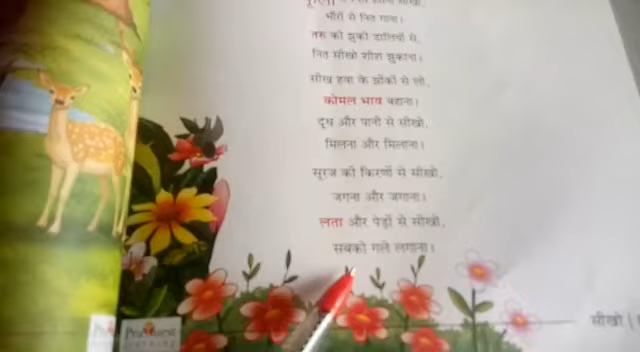 भौंरों से नित गाना।
तरु की झुकी डालियों से,
नित सीखो शीश झुकाना।
सीख हवा के झोंकों से लो,
कोमल भाव बहाना।
दूध और पानी से सीखो,
मिलना और मिलाना।
सूरज की किरणों से सीखो,
जगना और जगाना।
लता और पेड़ों से सीखो,
सबको गले लगाना।
सीखो |